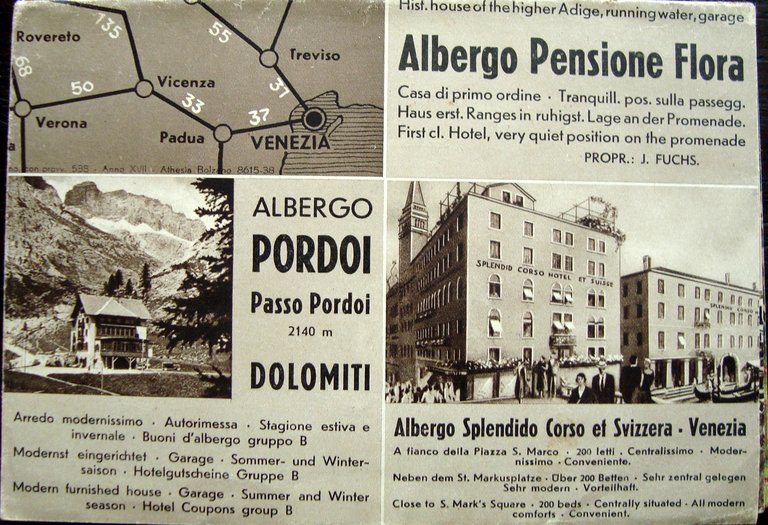 Rovereto
135
55
Treviso
68
50
Vicenza
31
33
37
Verona
Padua
VENEZIA
Anno XVII - Athesia Bolzano 8615-38
Hist. house of the higher Adige, running water, garage
Albergo Pensione Flora
Casa di primo ordine · Tranquill. pos. sulla passegg.
Haus erst. Ranges in ruhigst. Lage an der Promenade.
First cl. Hotel, very quiet position on the promenade
PROPR.: J. FUCHS.
ALBERGO
PORDOI
Passo Pordoi
2140 m
DOLOMITI
Arredo modernissimo · Autorimessa · Stagione estiva e
invernale · Buoni d'albergo gruppo B
Modernst eingerichtet · Garage · Sommer- und Winter-
saison · Hotelgutscheine Gruppe B
Modern furnished house · Garage · Summer and Winter
season · Hotel Coupons group B
SPLENDID CORSO HOTEL ET SUISSE
SPLENDID CORSO
Albergo Splendido Corso et Svizzera - Venezia
A fianco della Piazza S. Marco · 200 letti · Centralissimo · Moder-
nissimo · Conveniente.
Neben dem St. Markusplatze · Über 200 Betten · Sehr zentral gelegen
Sehr modern · Vorteilhaft.
Close to S. Mark's Square · 200 beds · Centrally situated · All modern
comforts · Convenient.